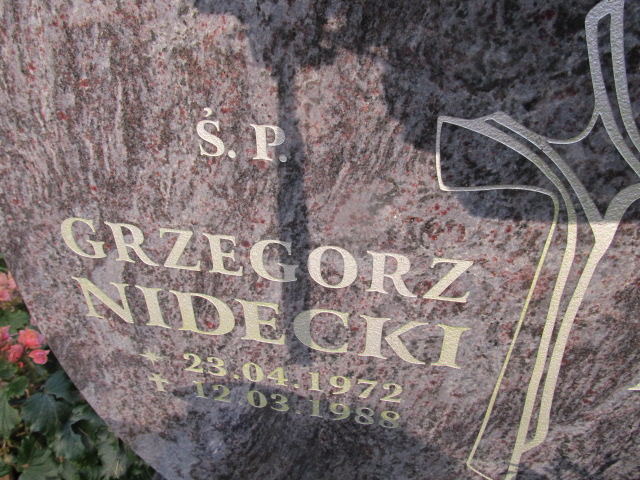 Ś. P.
GRZEGORZ
NIDECKI
* 23.04.1972
✝ 12 03.1988